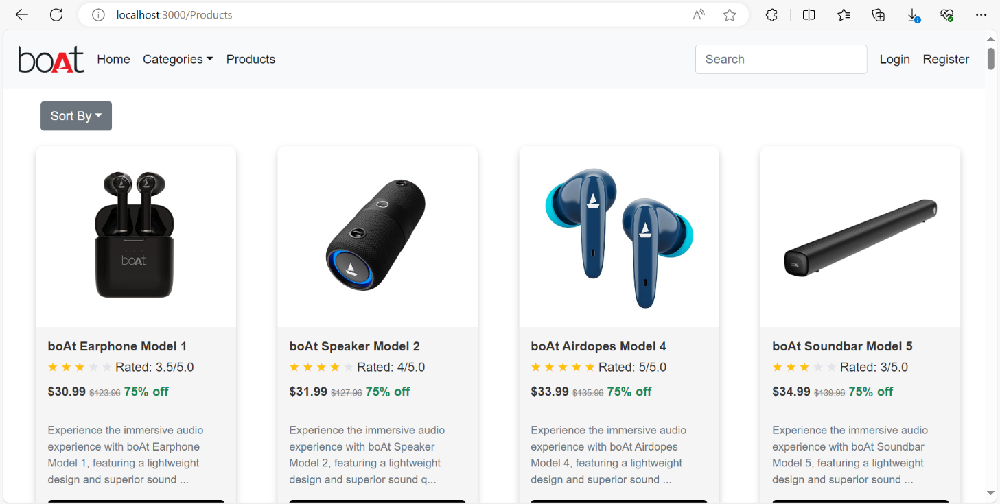 localhost:3000/Products
boAt Home Categories Products Search Login Register
Sort By
boAt
boAt
boAt Earphone Model 1
Rated: 3.5/5.0
$30.99 $123.96 75% off
Experience the immersive audio
experience with boAt Earphone
Model 1, featuring a lightweight
design and superior sound ...
boAt Speaker Model 2
Rated: 4/5.0
$31.99 $127.96 75% off
Experience the immersive audio
experience with boAt Speaker
Model 2, featuring a lightweight
design and superior sound q...
boAt Airdopes Model 4
Rated: 5/5.0
$33.99 $135.96 75% off
Experience the immersive audio
experience with boAt Airdopes
Model 4, featuring a lightweight
design and superior sound ...
boAt Soundbar Model 5
Rated: 3/5.0
$34.99 $139.96 75% off
Experience the immersive audio
experience with boAt Soundbar
Model 5, featuring a lightweight
design and superior sound ...